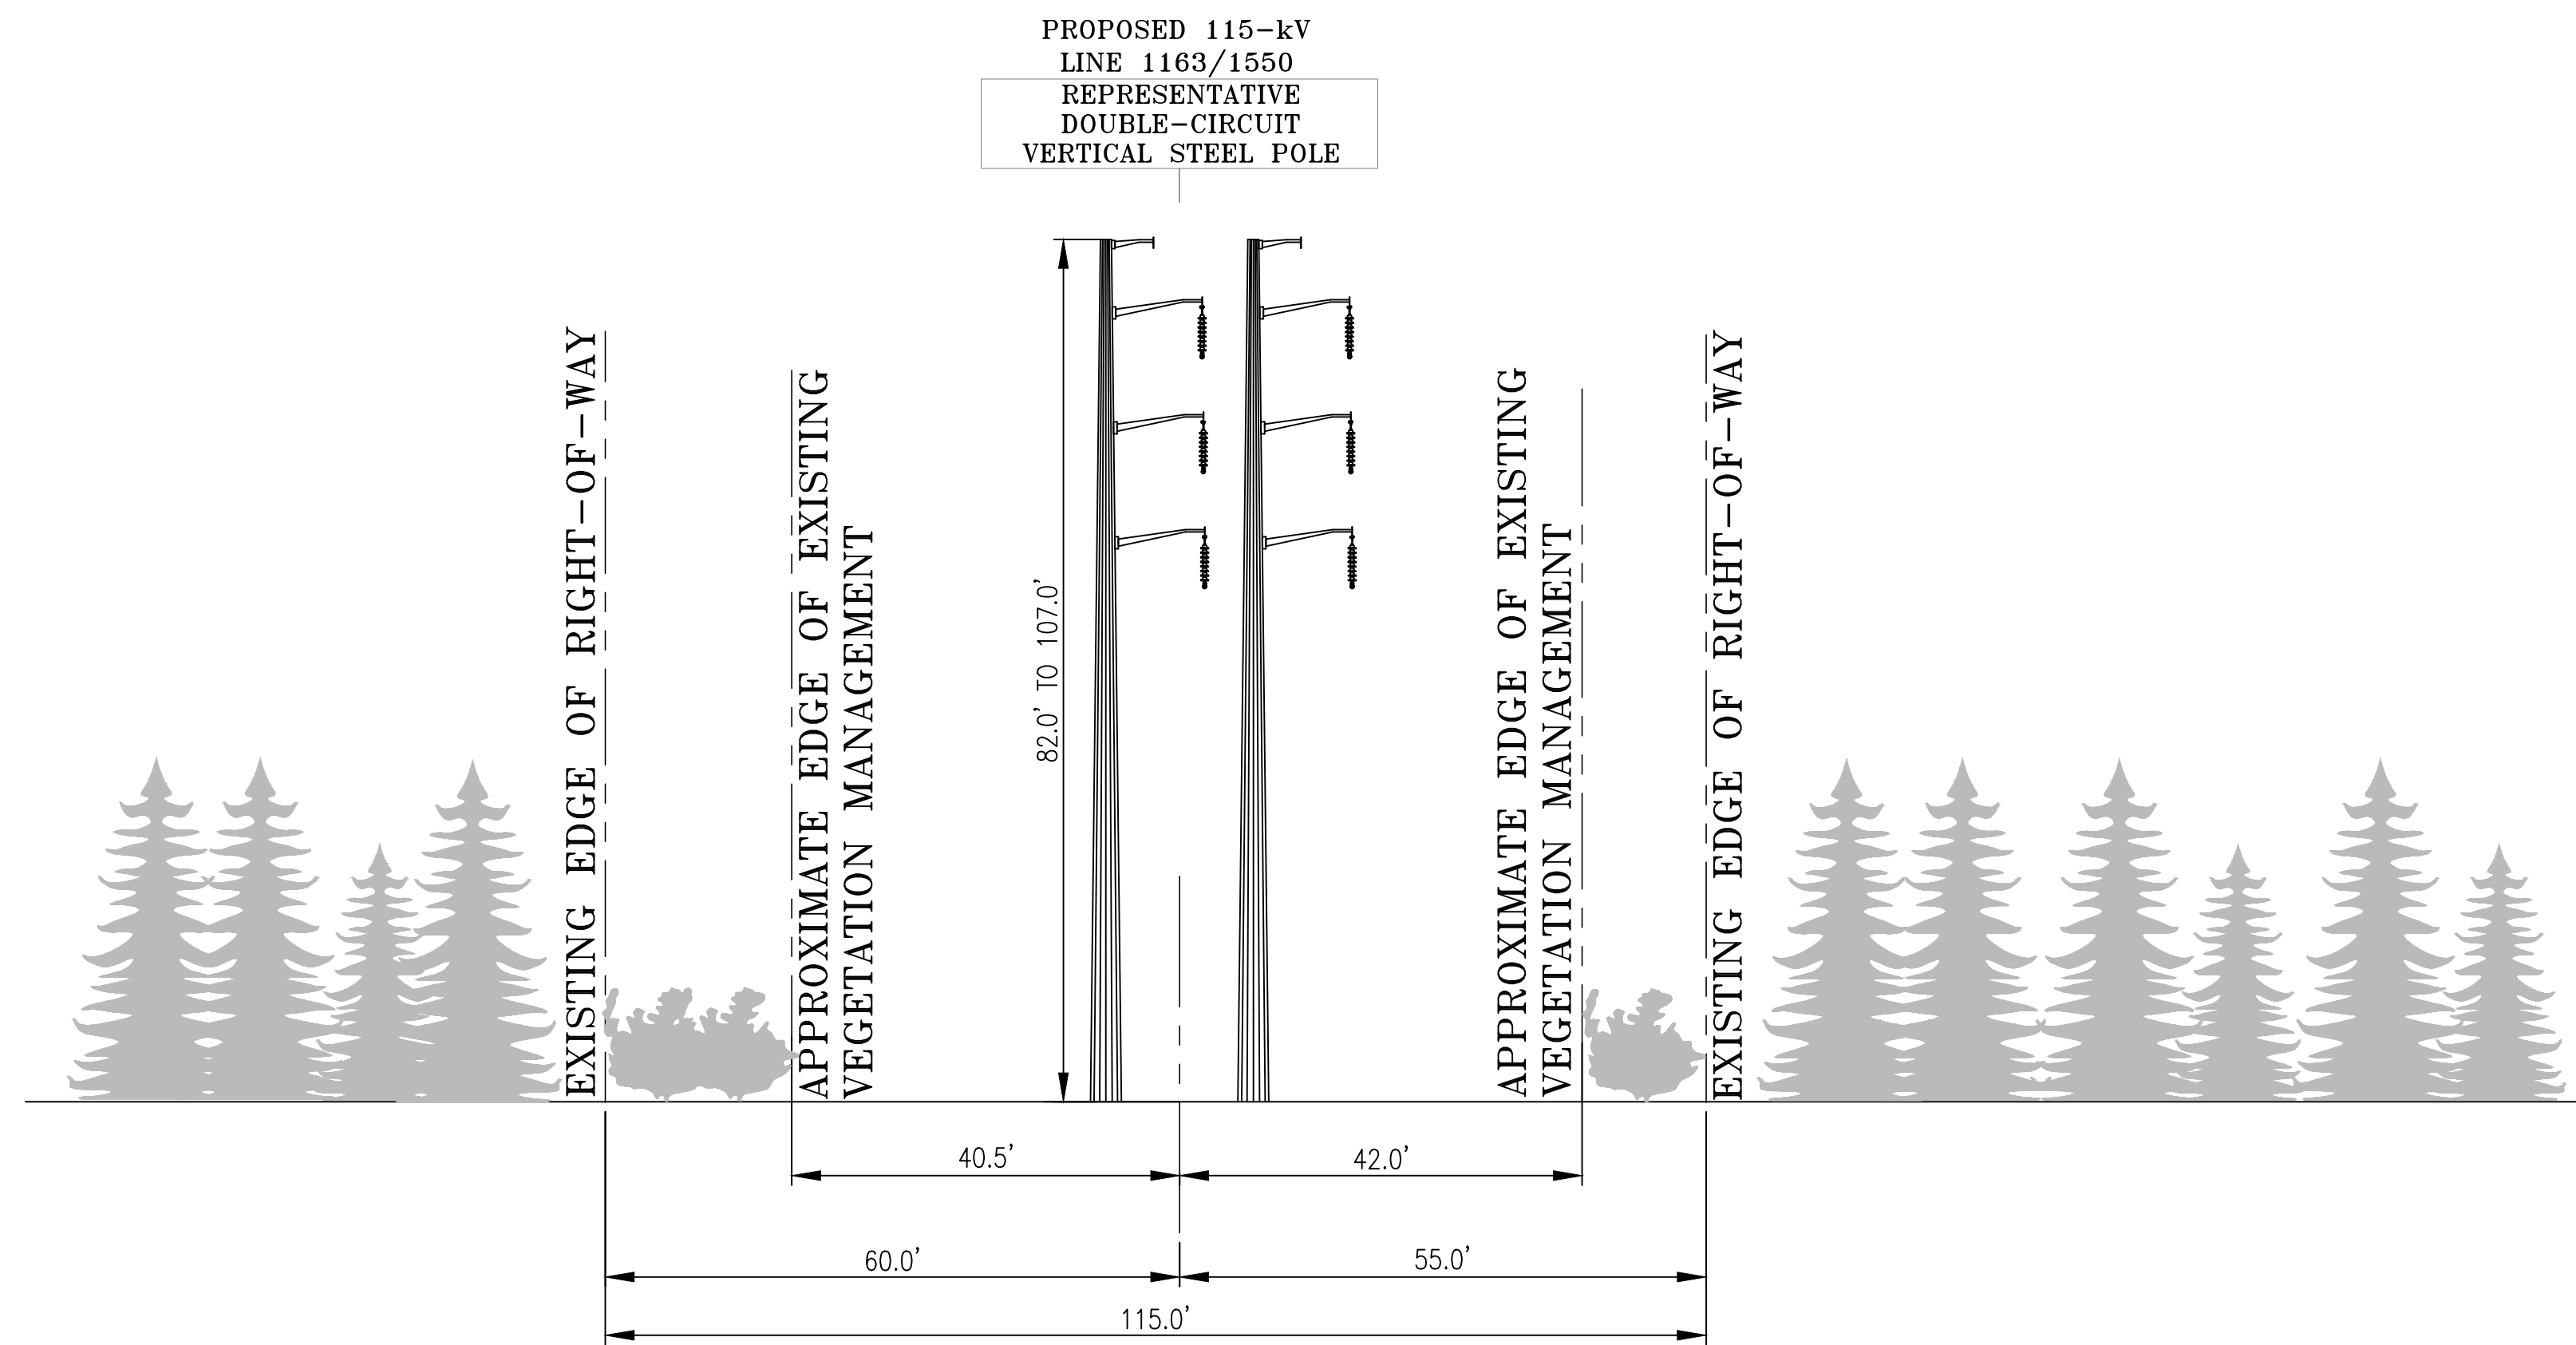 PROPOSED 115-kV
LINE 1163/1550
REPRESENTATIVE
DOUBLE-CIRCUIT
VERTICAL STEEL POLE
EXISTING EDGE OF RIGHT-OF-WAY
APPROXIMATE EDGE OF EXISTING
VEGETATION MANAGEMENT
82.0' TO 107.0'
APPROXIMATE EDGE OF EXISTING
VEGETATION MANAGEMENT
EXISTING EDGE OF RIGHT-OF-WAY
40.5'
42.0'
60.0'
55.0'
115.0'